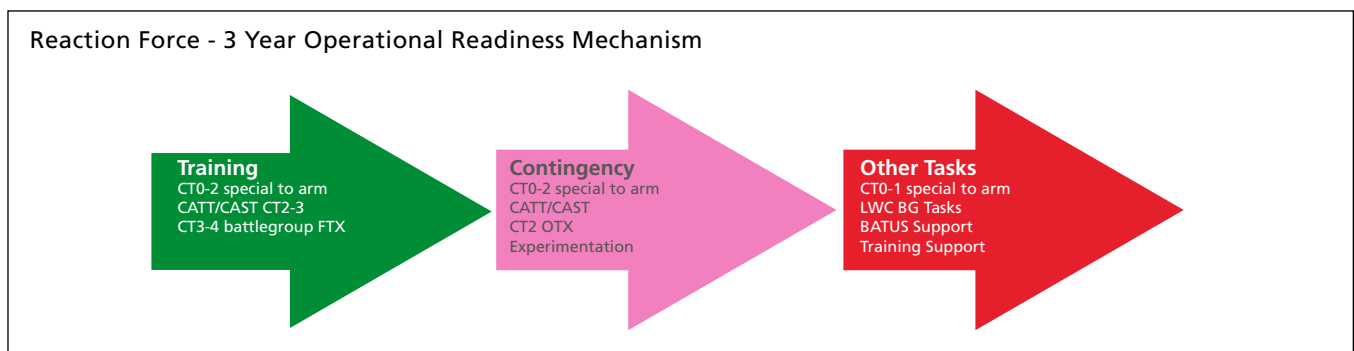 Reaction Force - 3 Year Operational Readiness Mechanism
Training
CT0-2 special to arm
CATT/CAST CT2-3
CT3-4 battlegroup FTX
Contingency
CT0-2 special to arm
CATT/CAST
CT2 OTX
Experimentation
Other Tasks
CT0-1 special to arm
LWC BG Tasks
BATUS Support
Training Support